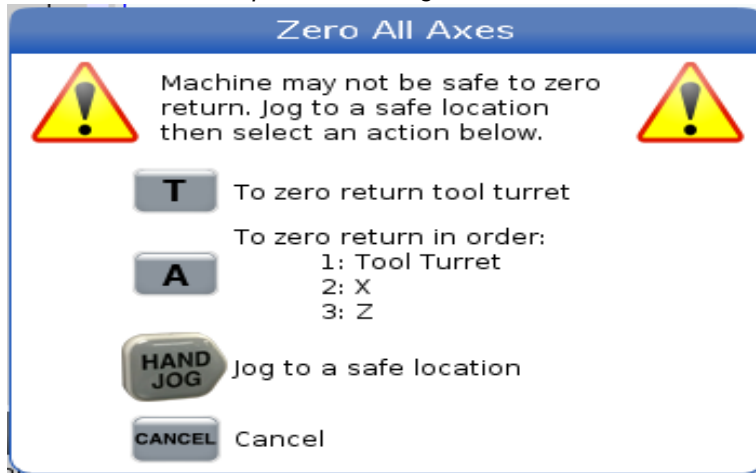 Zero All Axes
Machine may not be safe to zero
return. Jog to a safe location
then select an action below.
T To zero return tool turret
To zero return in order:
1: Tool Turret
A
2: X
3: Z
HAND
JOG
Jog to a safe location
CANCEL Cancel